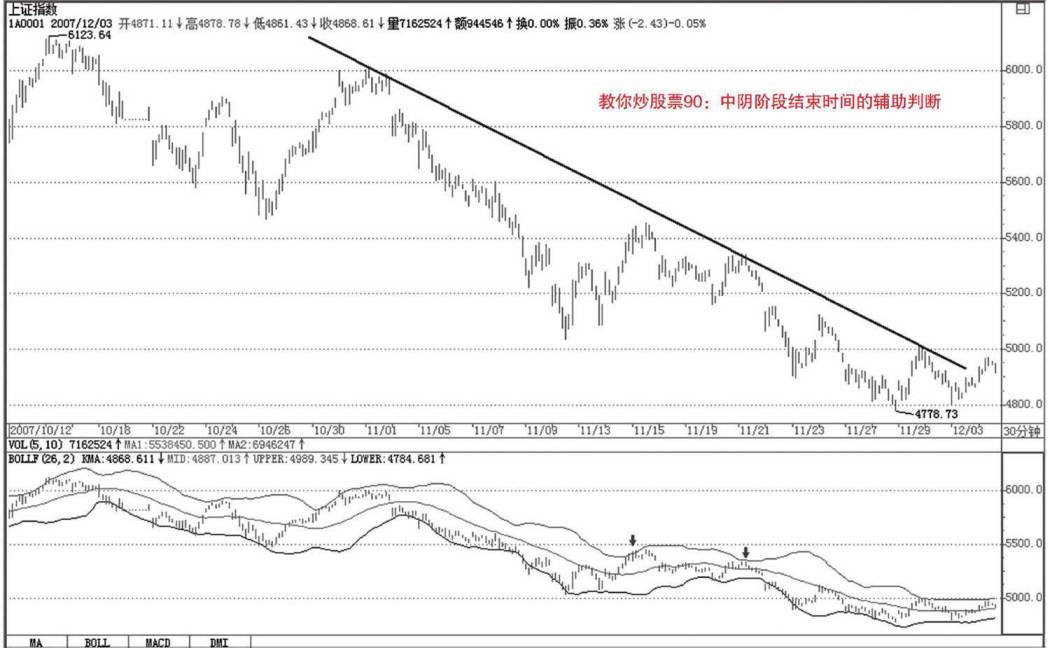 上证指数
1A0001 2007/12/03 开4871.11↓高4878.78↓低4861.43↓收4868.61↓量7162524↑额944546↑换0.00% 振0.36% 涨(-2.43)-0.05%
6123.64
6000.0
教你炒股票90：中阴阶段结束时间的辅助判断
5800.0
5600.0
5400.0
5200.0
5000.0
4800.0
4778.73
2007/10/12 10/18 10/22 10/24 10/26 10/30 11/01 11/05 11/07 11/09 11/13 11/15 11/19 11/21 11/23 11/27 11/29 12/03 30分钟
VOL(5,10) 7162524↑MA1:5538450.500↑MA2:6946247↑
BOLLF(26,2) KMA:4868.611↓MID:4887.013↑UPPER:4989.345↓LOWER:4784.681↑
6000.0
5500.0
5000.0
MA BOLL MACD DMI